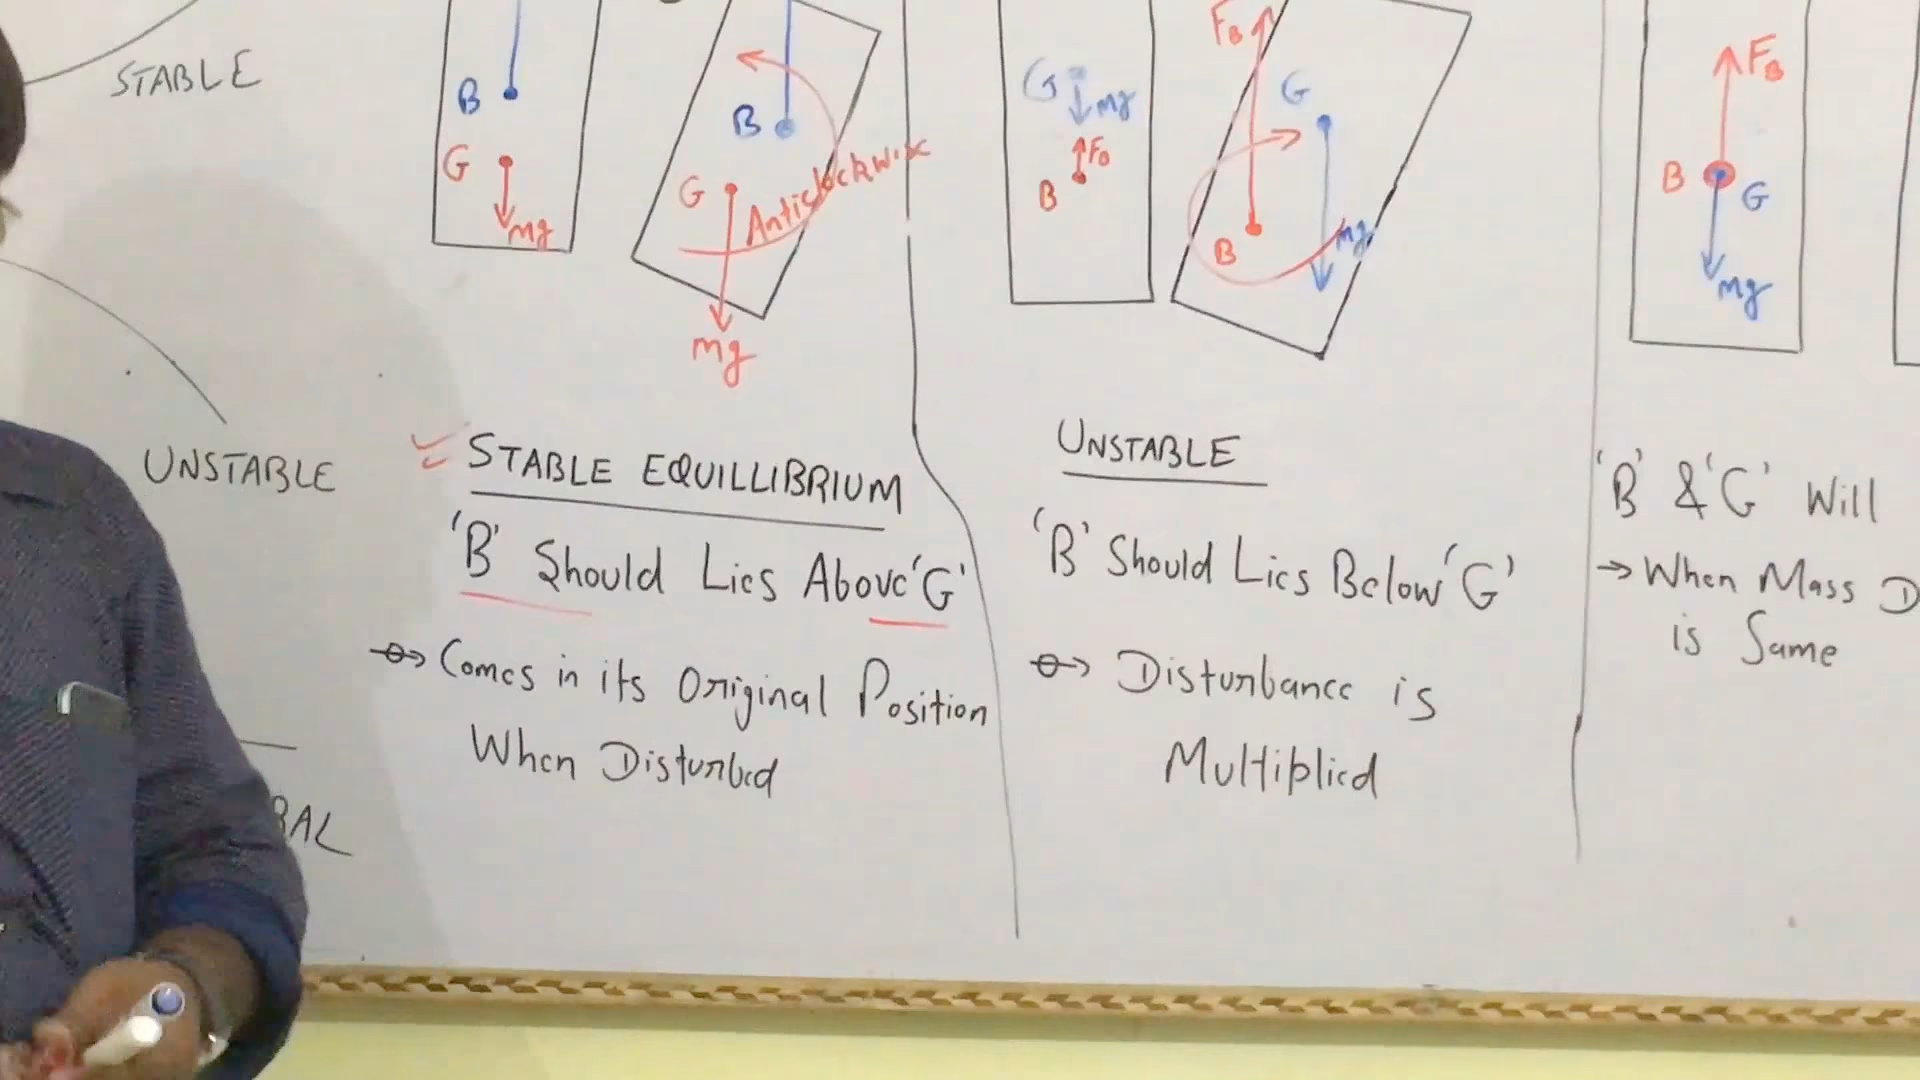 STABLE
UNSTABLE
B
G
mg
B
G
Anticlockwise
mg
G
mg
FB
B
FB
G
B
mg
FB
B
G
mg
STABLE EQUILLIBRIUM
'B' Should Lies Above 'G'
Comes in its Original Position
When Disturbed
UNSTABLE
'B' Should Lies Below 'G'
Disturbance is
Multiplied
'B' & 'G' Will
→ When Mass D
is Same